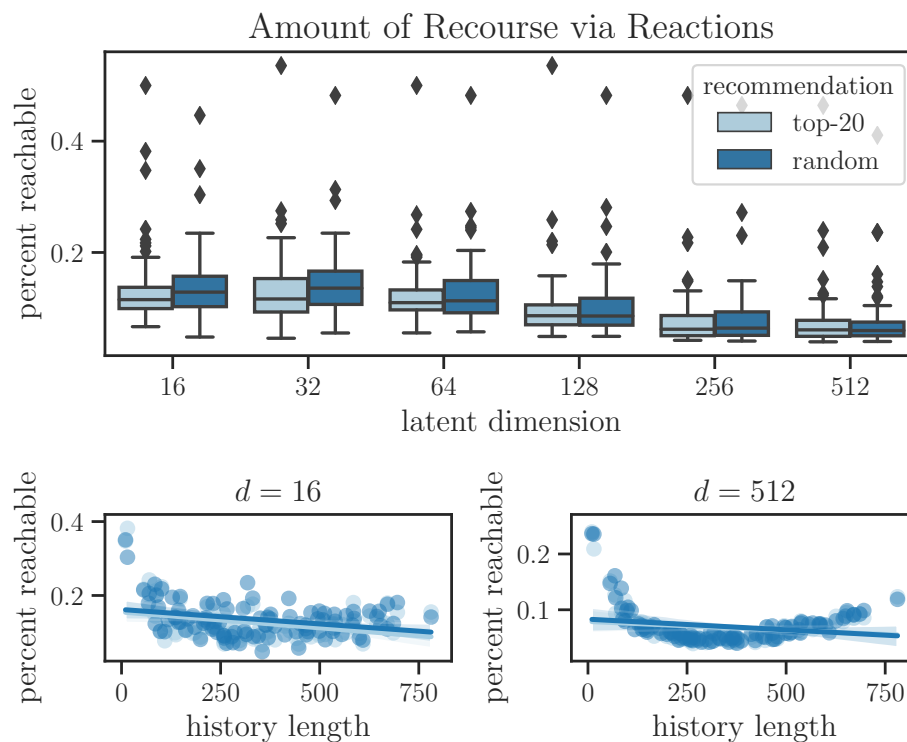 Amount of Recourse via Reactions
percent reachable
0.4
0.2
recommendation
top-20
random
16 32 64 128 256 512
latent dimension
d = 16
percent reachable
0.4
0.2
0 250 500 750
history length
d = 512
percent reachable
0.2
0.1
0 250 500 750
history length